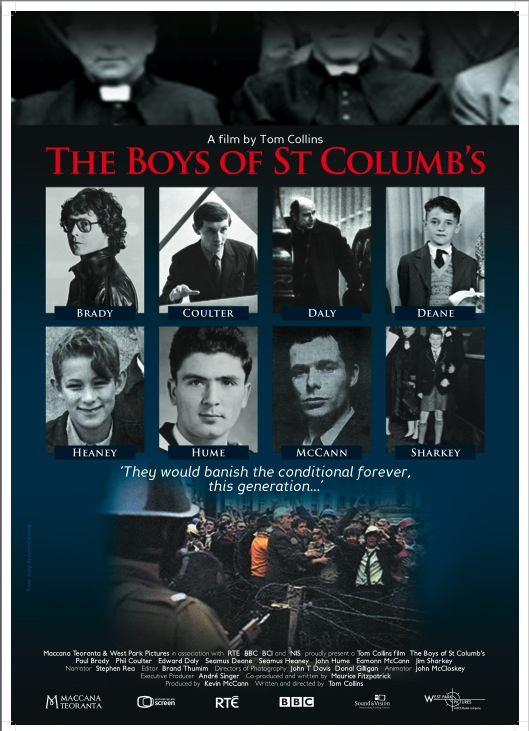 A film by Tom Collins
THE BOYS OF ST COLUMB'S
BRADY
COULTER
DALY
DEANE
HEANEY
HUME
MCCANN
SHARKEY
'They would banish the conditional forever,
this generation...'
Maccana Teoranta & West Park Pictures in association with RTE BBC BCI and NIS proudly present a Tom Collins film The Boys of St Columb's
Paul Brady Phil Coulter Edward Daly Seamus Deane Seamus Heaney John Hume Eamonn McCann Jim Sharkey
Narrator Stephen Rea Editor Brand Thumim Directors of Photography John T Davis Donal Gilligan Animator John McCloskey
Executive Producer André Singer Co-produced and written by Maurice Fitzpatrick
Produced by Kevin McCann Written and directed by Tom Collins
MACCANA
TEORANTA
screen
RTÉ
BBC
Sound&Vision
WEST PARK
PICTURES